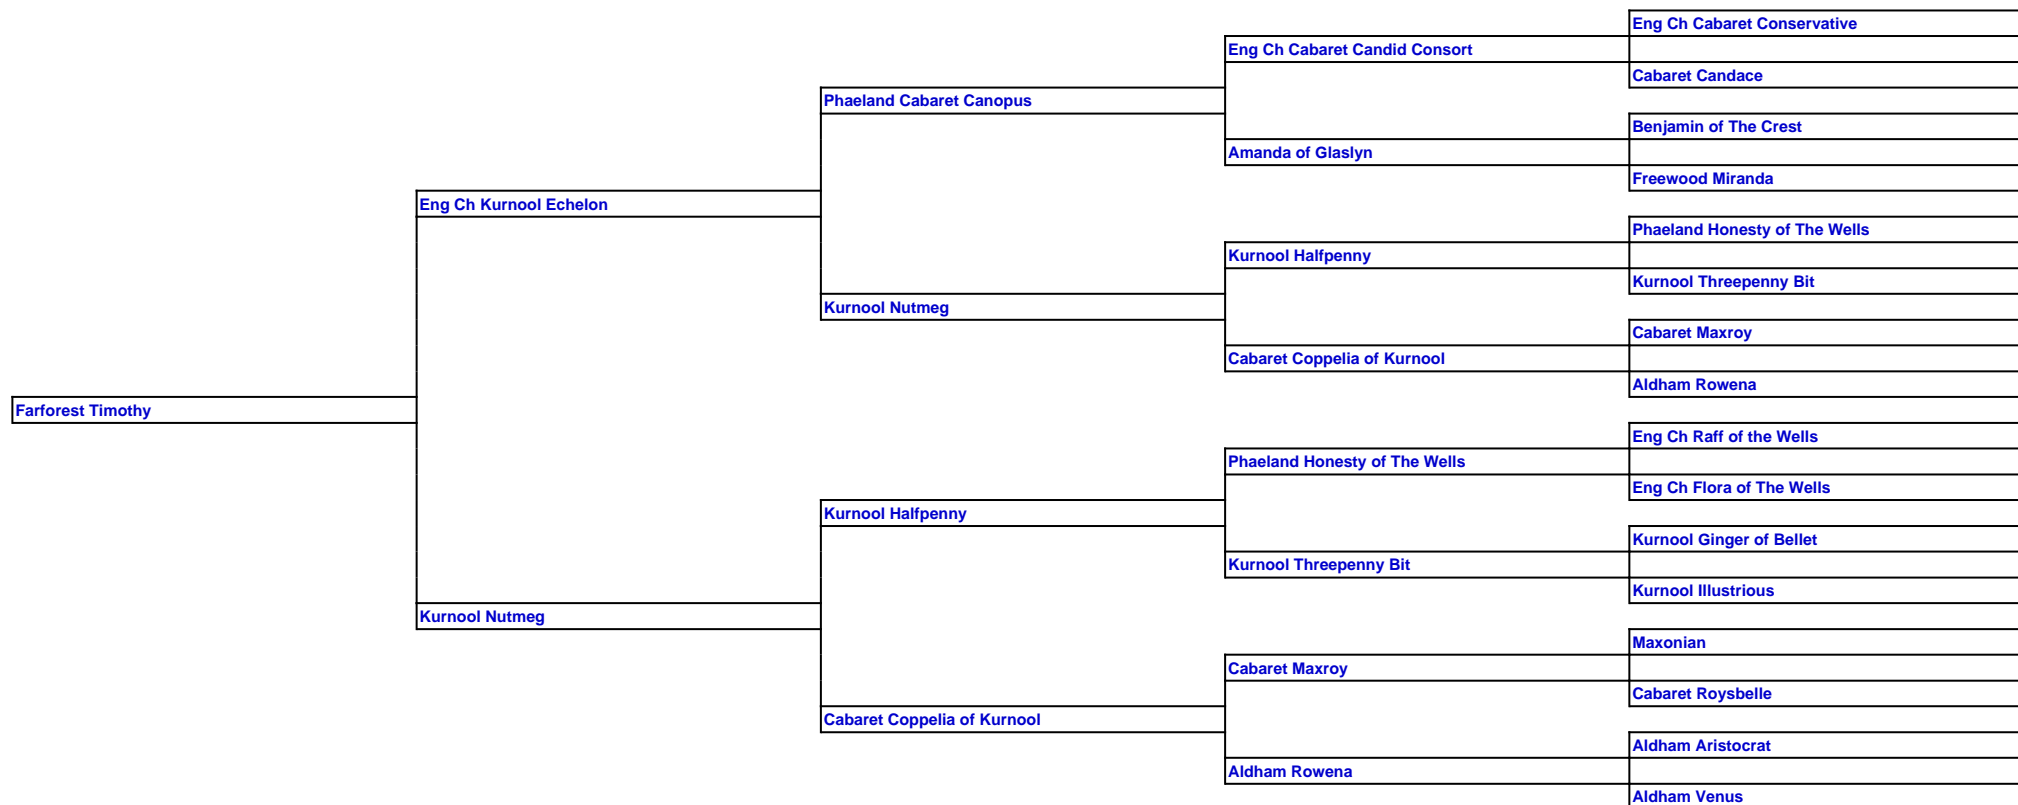 Eng Ch Cabaret Conservative
Eng Ch Cabaret Candid Consort
Cabaret Candace
Phaeland Cabaret Canopus
Benjamin of The Crest
Amanda of Glaslyn
Freewood Miranda
Eng Ch Kurnool Echelon
Phaeland Honesty of The Wells
Kurnool Halfpenny
Kurnool Threepenny Bit
Kurnool Nutmeg
Cabaret Maxroy
Cabaret Coppelia of Kurnool
Aldham Rowena
Farforest Timothy
Eng Ch Raff of the Wells
Phaeland Honesty of The Wells
Eng Ch Flora of The Wells
Kurnool Halfpenny
Kurnool Ginger of Bellet
Kurnool Threepenny Bit
Kurnool Illustrious
Kurnool Nutmeg
Maxonian
Cabaret Maxroy
Cabaret Roysbelle
Cabaret Coppelia of Kurnool
Aldham Aristocrat
Aldham Rowena
Aldham Venus